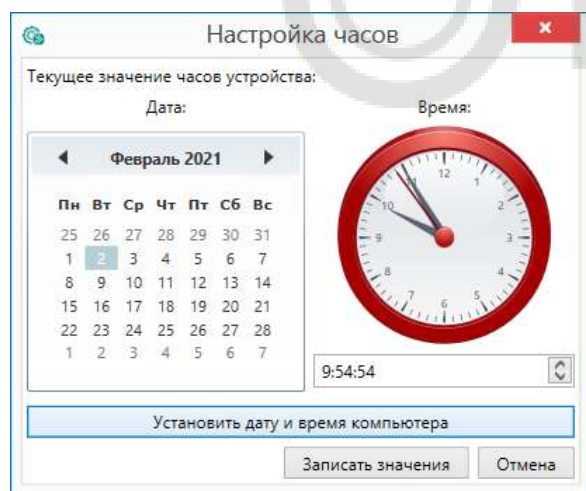 Настройка часов
Текущее значение часов устройства:
Дата:
Время:
Февраль 2021
Пн Вт Ср Чт Пт Сб Вс
25 26 27 28 29 30 31
1 2 3 4 5 6 7
8 9 10 11 12 13 14
15 16 17 18 19 20 21
22 23 24 25 26 27 28
1 2 3 4 5 6 7
12
11 1
10 2
9 3
8 4
7 5
6
9:54:54
Установить дату и время компьютера
Записать значения Отмена